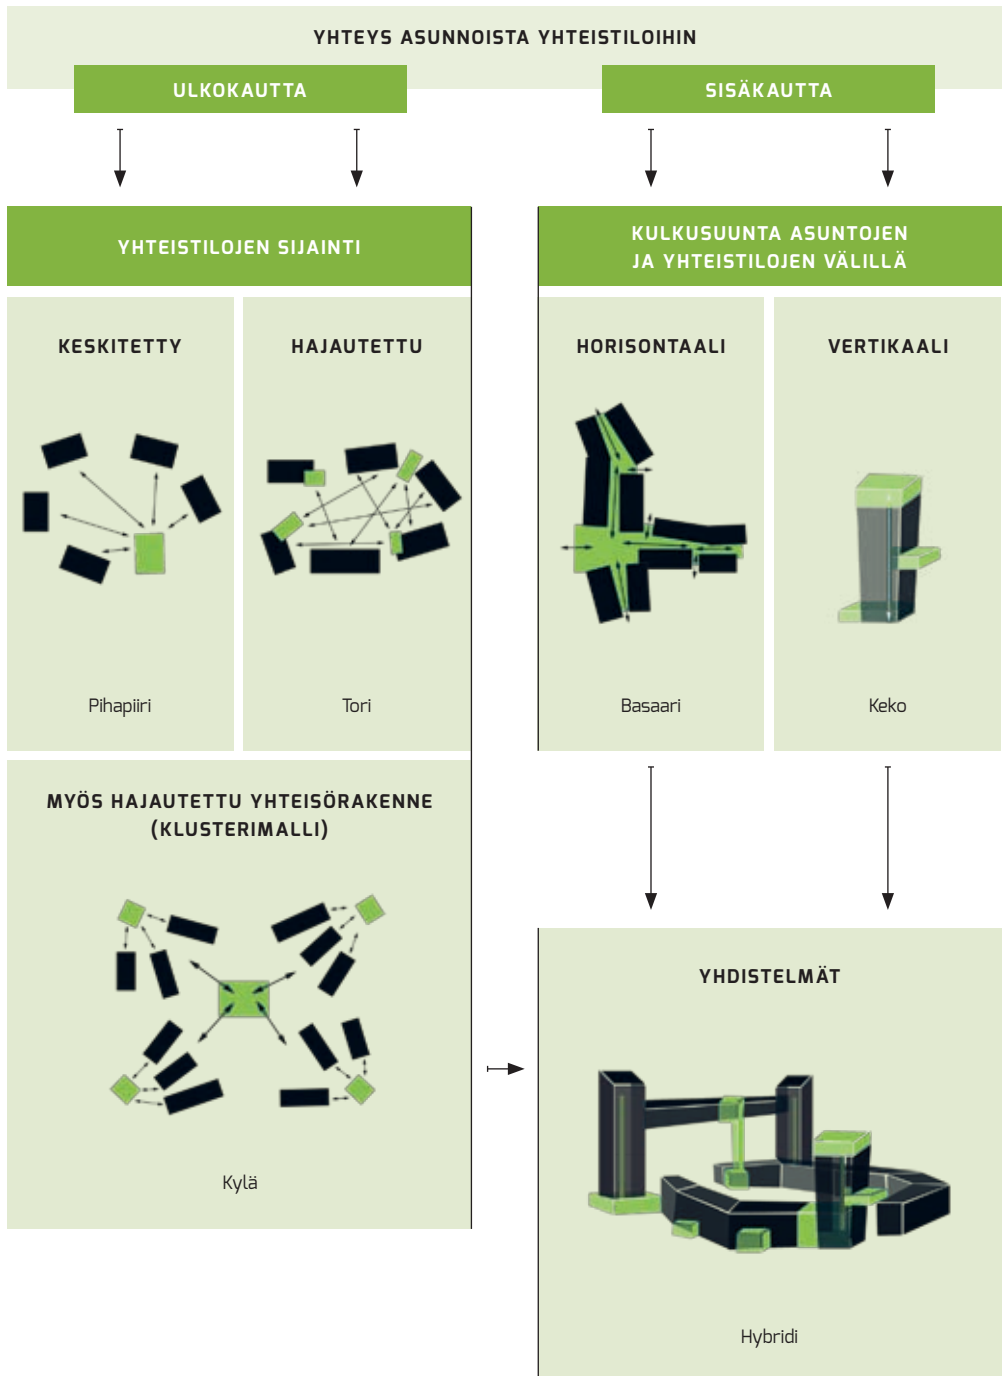 YHTEYS ASUNNOISTA YHTEISTILOIHIN
ULKOKAUTTA
SISÄKAUTTA
YHTEISTILOJEN SIJAINTI
KULKUSUUNTA ASUNTOJEN
JA YHTEISTILOJEN VÄLILLÄ
KESKITETTY
HAJAUTETTU
HORISONTAALI
VERTIKAALI
Pihapiiri
Tori
Basaari
Keko
MYÖS HAJAUTETTU YHTEISÖRAKENNE
(KLUSTERIMALLI)
Kylä
YHDISTELMÄT
Hybridi